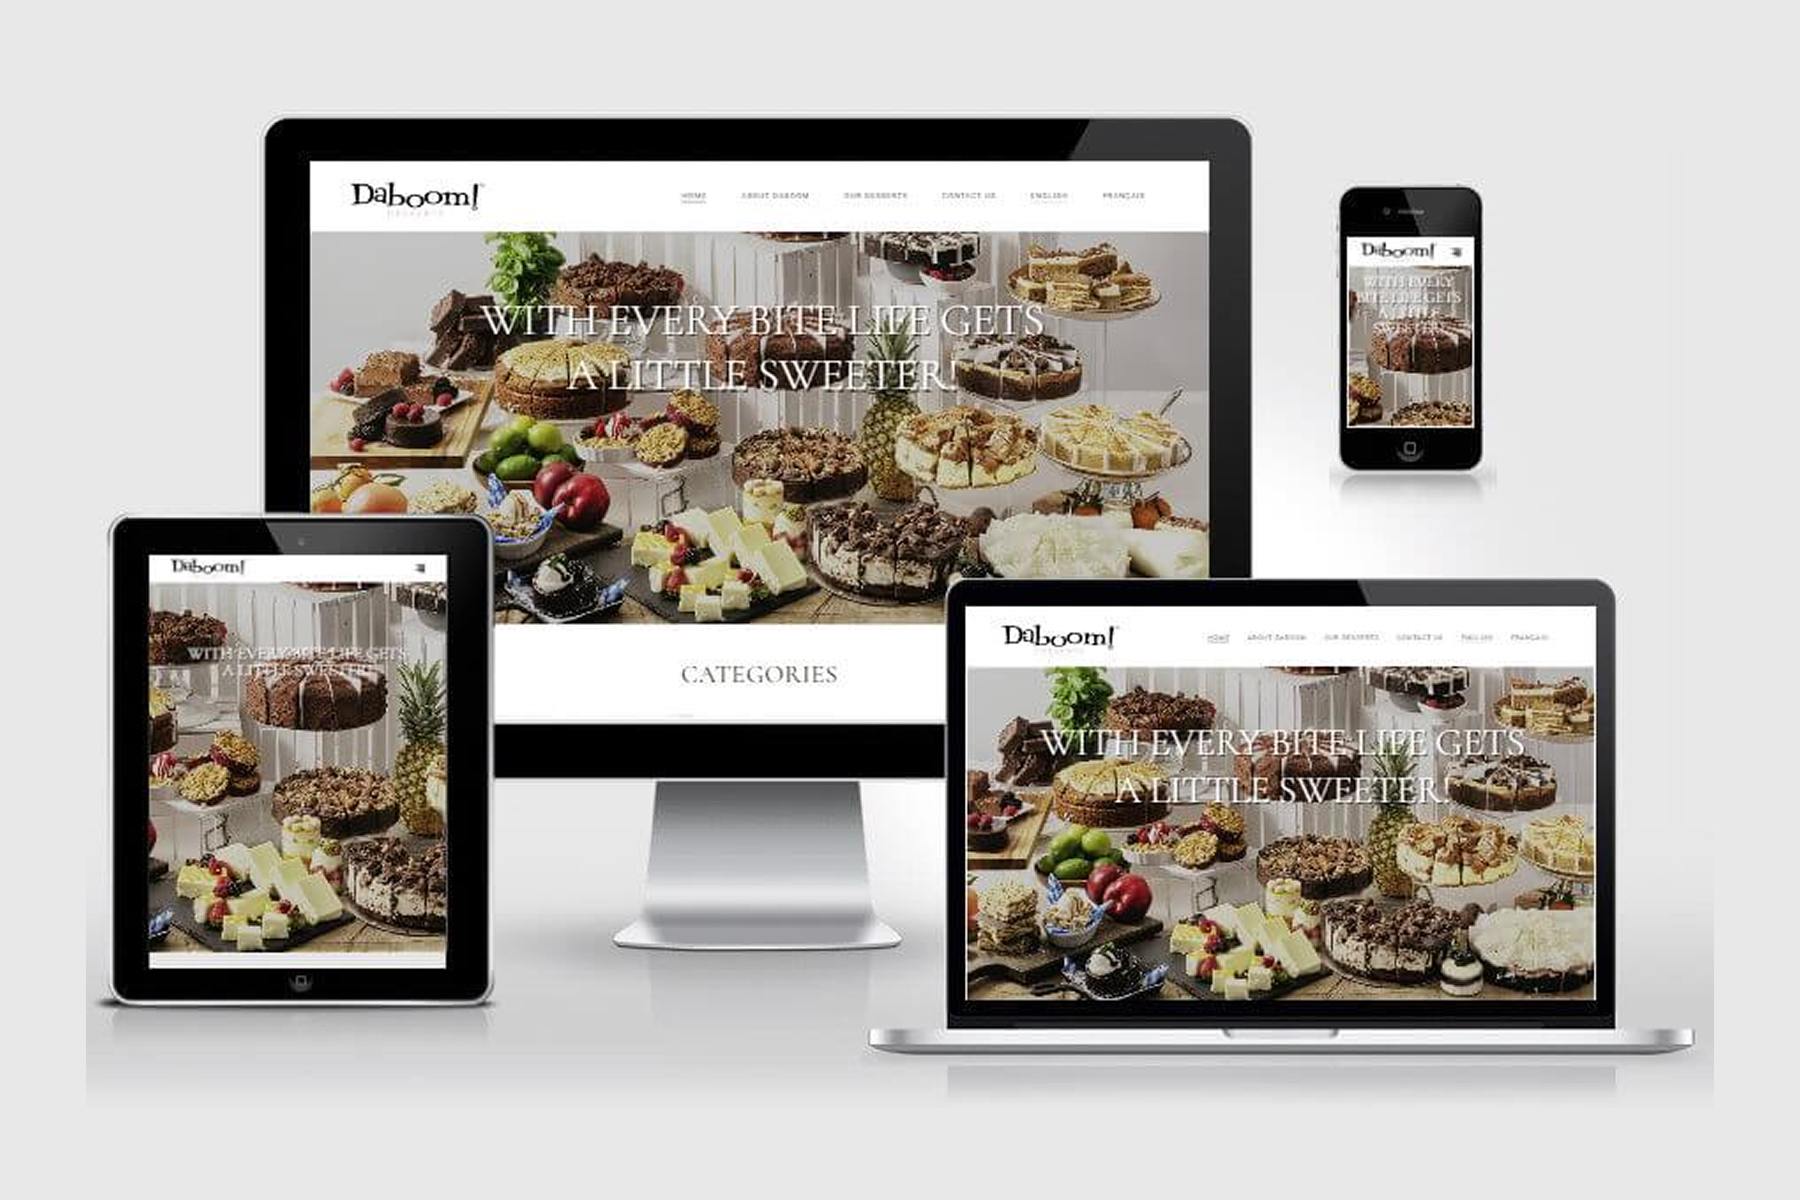 Daboom!
DESSERTS
HOME ABOUT DABOOM OUR DESSERTS CONTACT US ENGLISH FRANÇAIS
WITH EVERY BITE LIFE GETS
A LITTLE SWEETER!
CATEGORIES
Daboom!
WITH EVERY
BITE LIFE GETS
A LITTLE
SWEETER!
Daboom!
WITH EVERY BITE LIFE GETS
A LITTLE SWEETER!
Daboom!
DESSERTS
HOME ABOUT DABOOM OUR DESSERTS CONTACT US ENGLISH FRANÇAIS
WITH EVERY BITE LIFE GETS
A LITTLE SWEETER!